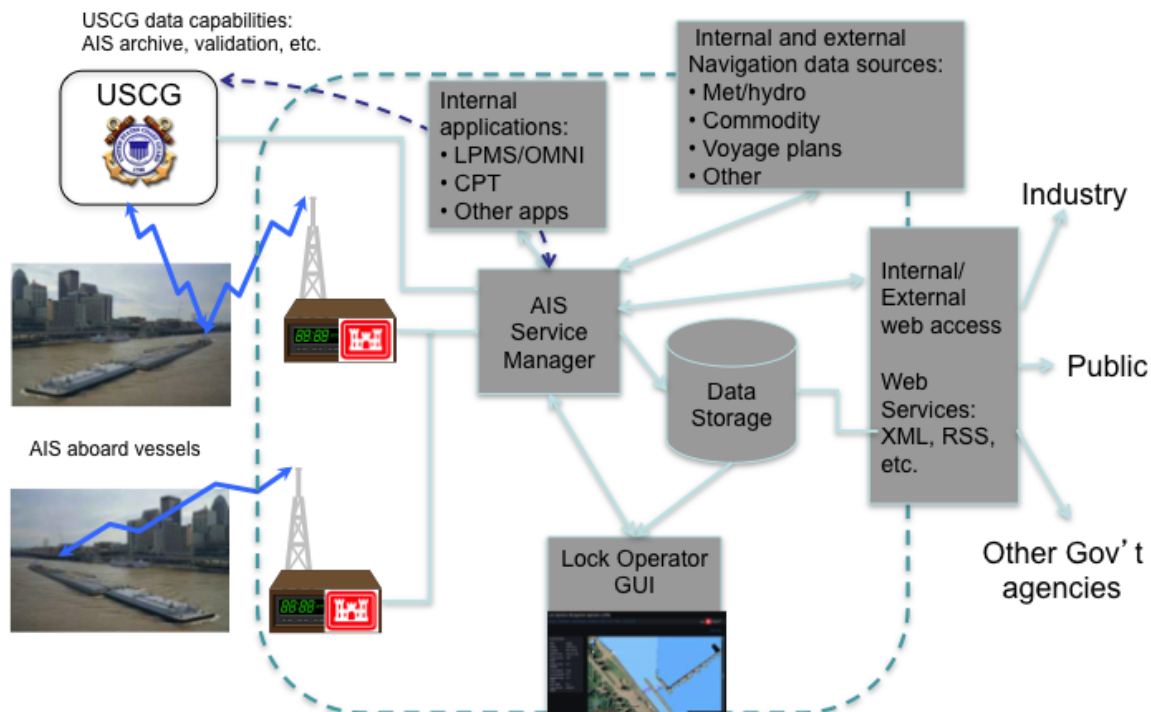 USCG data capabilities:
AIS archive, validation, etc.
USCG
Internal
applications:
• LPMS/OMNI
• CPT
• Other apps
Internal and external
Navigation data sources:
• Met/hydro
• Commodity
• Voyage plans
• Other
Industry
Public
Other Gov't
agencies
Internal/
External
web access
Web
Services:
XML, RSS,
etc.
AIS
Service
Manager
Data
Storage
AIS aboard vessels
Lock Operator
GUI
88:88
88:88